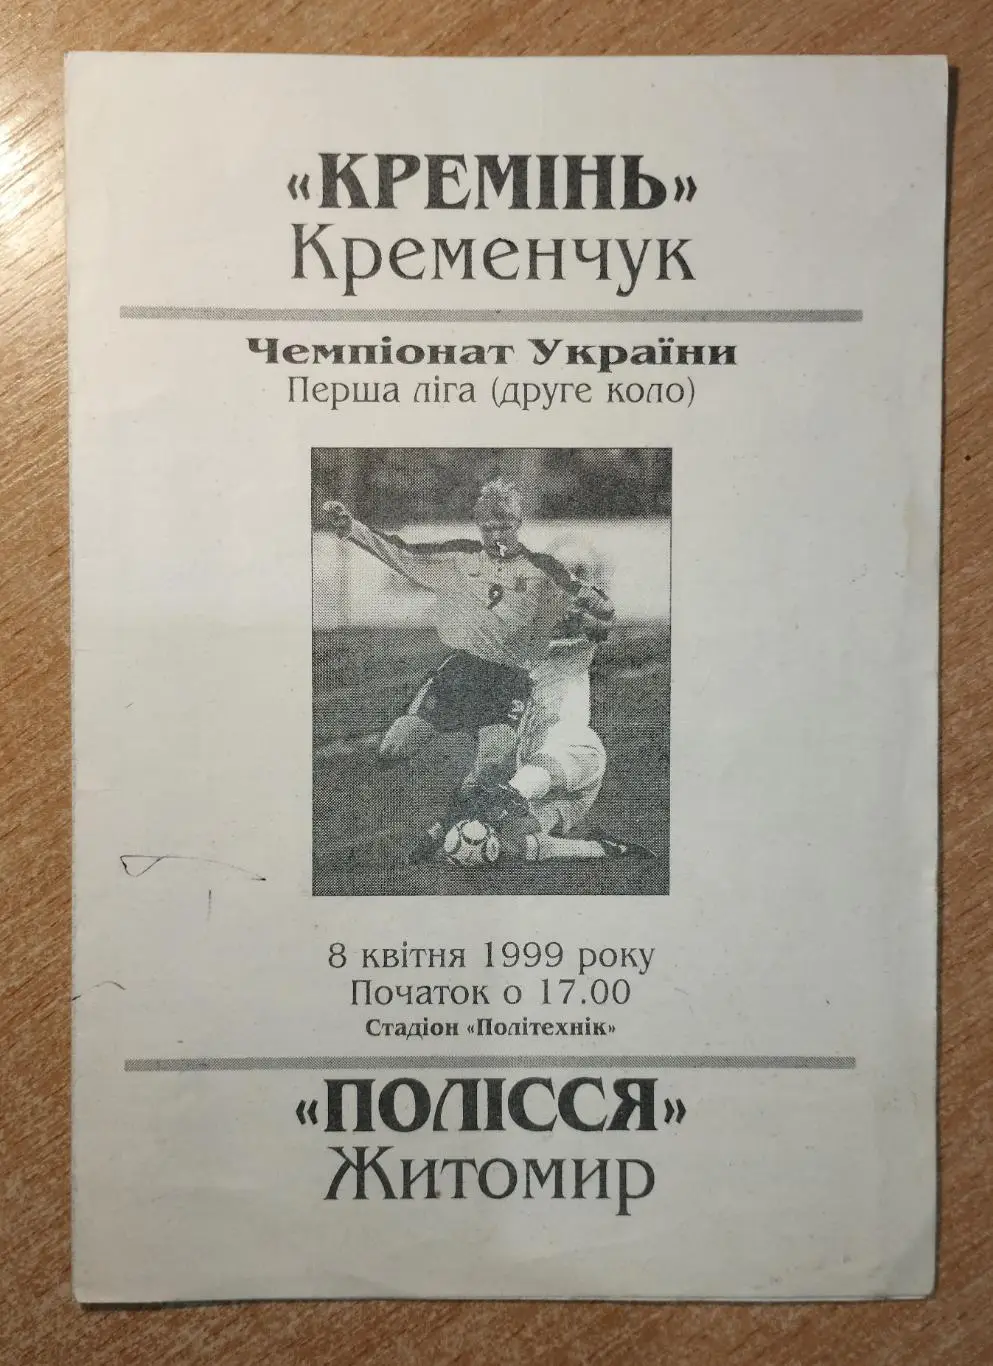 «КРЕМІНЬ»
Кременчук
Чемпіонат України
Перша ліга (друге коло)
9
8 квітня 1999 року
Початок о 17.00
Стадіон «Політехнік»
«ПОЛІССЯ»
Житомир